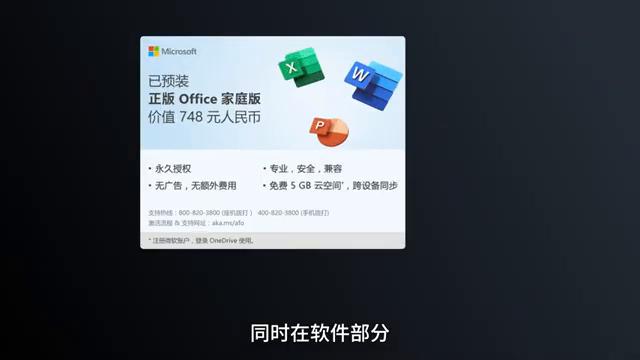 Microsoft
X
W
P
已预装
正版 Office 家庭版
价值 748 元人民币
• 永久授权
• 专业，安全，兼容
• 无广告，无额外费用
• 免费 5 GB 云空间*，跨设备同步
支持热线：800-820-3800 (座机拨打） 400-820-3800 (手机拨打)
激活流程 & 支持网址：aka.ms/afo
* 注册微软账户，登录 OneDrive 使用。
同时在软件部分